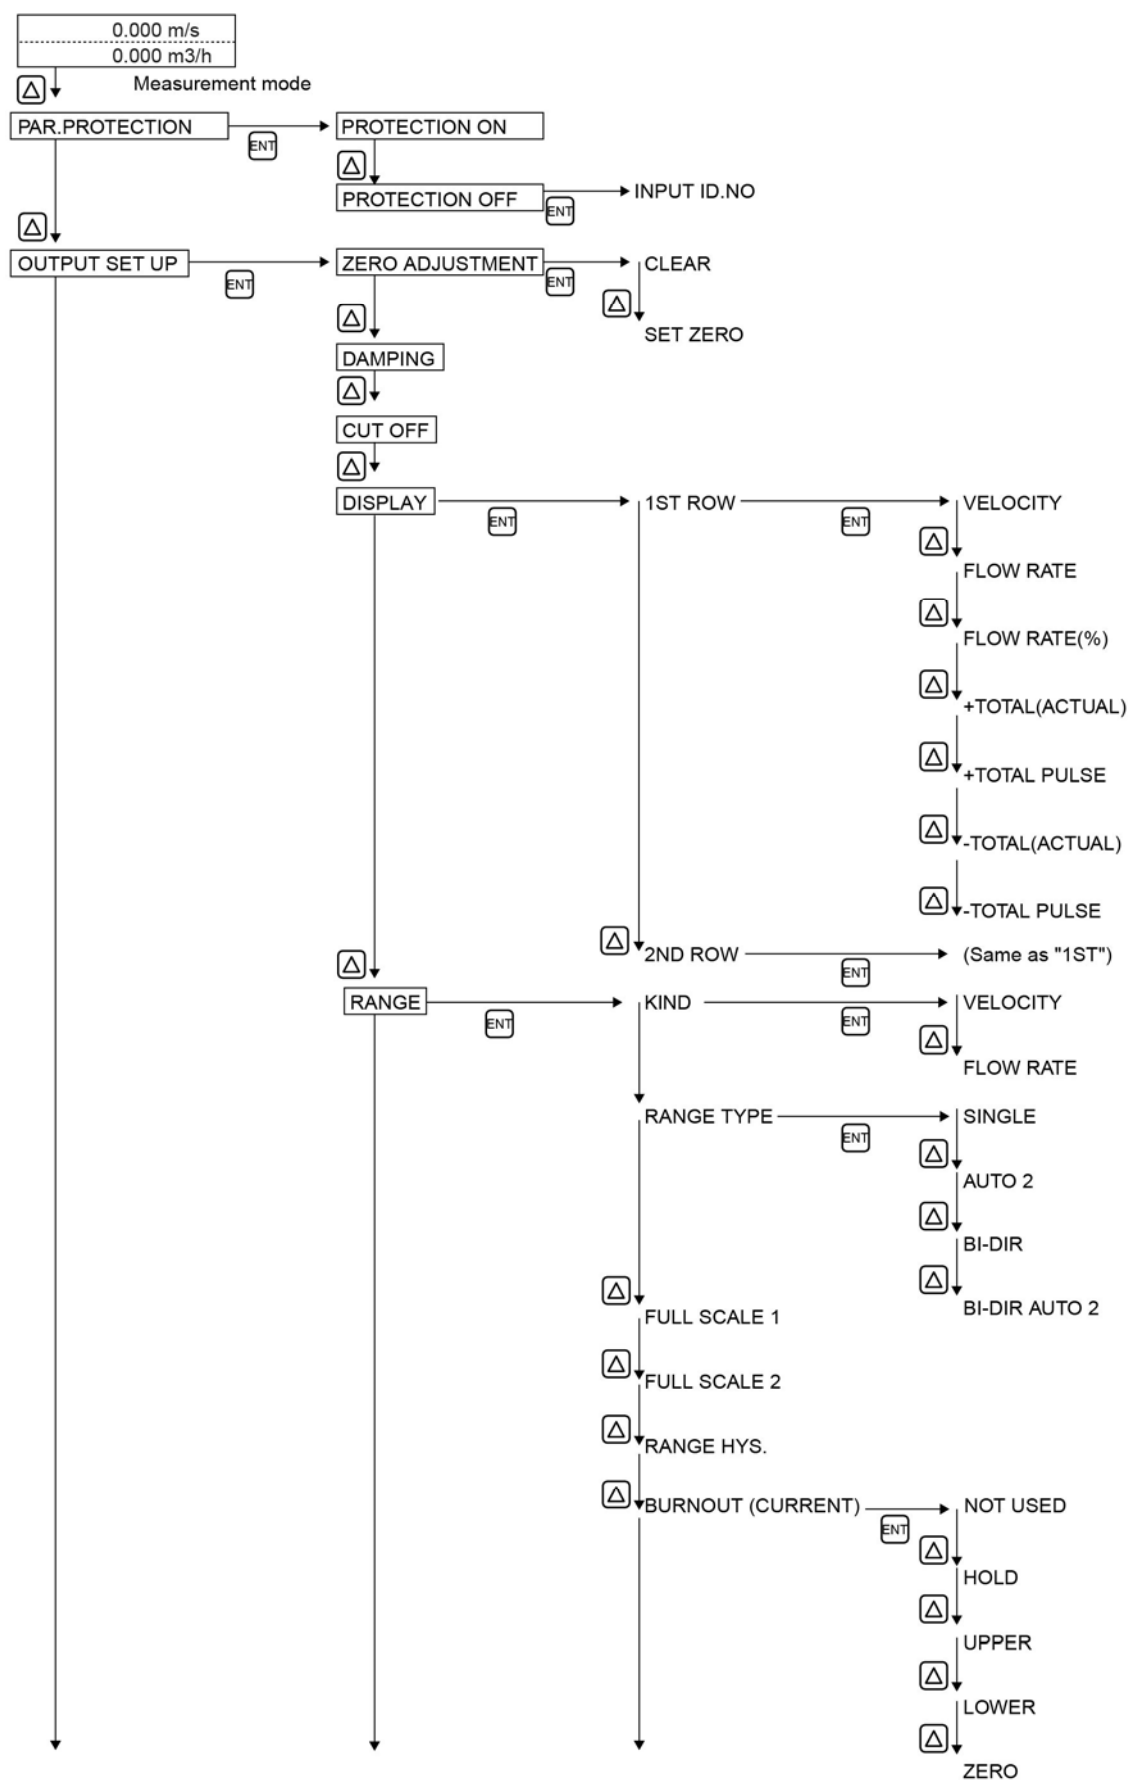 0.000 m/s
0.000 m3/h
Measurement mode
PAR.PROTECTION
ENT
PROTECTION ON
PROTECTION OFF
ENT
INPUT ID.NO
OUTPUT SET UP
ENT
ZERO ADJUSTMENT
ENT
CLEAR
SET ZERO
DAMPING
CUT OFF
DISPLAY
ENT
1ST ROW
ENT
VELOCITY
FLOW RATE
FLOW RATE(%)
+TOTAL(ACTUAL)
+TOTAL PULSE
-TOTAL(ACTUAL)
-TOTAL PULSE
2ND ROW
ENT
(Same as "1ST")
RANGE
ENT
KIND
ENT
VELOCITY
FLOW RATE
RANGE TYPE
ENT
SINGLE
AUTO 2
BI-DIR
BI-DIR AUTO 2
FULL SCALE 1
FULL SCALE 2
RANGE HYS.
BURNOUT (CURRENT)
ENT
NOT USED
HOLD
UPPER
LOWER
ZERO